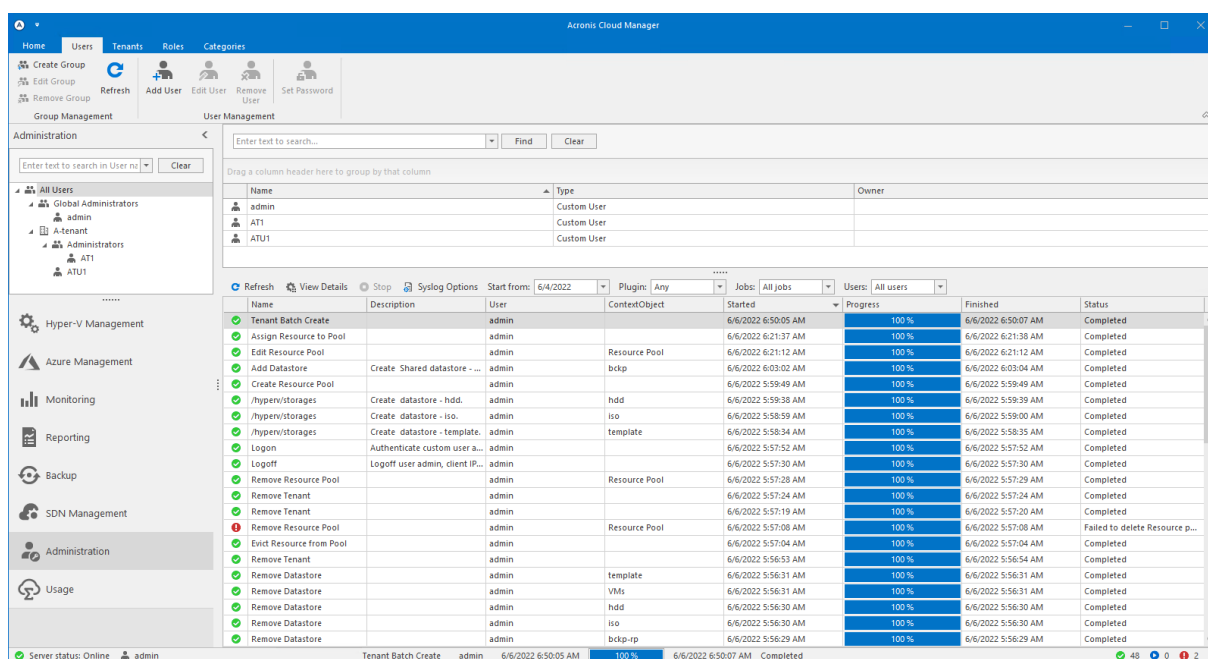 Acronis Cloud Manager
Home Users Tenants Roles Categories
Create Group
Edit Group
Remove Group
Refresh
Add User
Edit User
Remove User
Set Password
Group Management
User Management
Administration
Enter text to search in User na
Clear
All Users
Global Administrators
admin
A-tenant
Administrators
AT1
ATU1
Hyper-V Management
Azure Management
Monitoring
Reporting
Backup
SDN Management
Administration
Usage
Enter text to search... Find Clear
Drag a column header here to group by that column
Name Type Owner
admin Custom User
AT1 Custom User
ATU1 Custom User
Refresh View Details Stop Syslog Options Start from: 6/4/2022 Plugin: Any Jobs: All jobs Users: All users
Name Description User ContextObject Started Progress Finished Status
Tenant Batch Create admin 6/6/2022 6:50:05 AM 100 % 6/6/2022 6:50:07 AM Completed
Assign Resource to Pool admin 6/6/2022 6:21:37 AM 100 % 6/6/2022 6:21:38 AM Completed
Edit Resource Pool admin Resource Pool 6/6/2022 6:21:12 AM 100 % 6/6/2022 6:21:12 AM Completed
Add Datastore Create Shared datastore - ... admin bckp 6/6/2022 6:03:02 AM 100 % 6/6/2022 6:03:04 AM Completed
Create Resource Pool admin 6/6/2022 5:59:49 AM 100 % 6/6/2022 5:59:49 AM Completed
/hyperv/storages Create datastore - hdd. admin hdd 6/6/2022 5:59:38 AM 100 % 6/6/2022 5:59:39 AM Completed
/hyperv/storages Create datastore - iso. admin iso 6/6/2022 5:58:59 AM 100 % 6/6/2022 5:59:00 AM Completed
/hyperv/storages Create datastore - template. admin template 6/6/2022 5:58:34 AM 100 % 6/6/2022 5:58:35 AM Completed
Logon Authenticate custom user a... admin 6/6/2022 5:57:52 AM 100 % 6/6/2022 5:57:52 AM Completed
Logoff Logoff user admin, client IP... admin 6/6/2022 5:57:30 AM 100 % 6/6/2022 5:57:30 AM Completed
Remove Resource Pool admin Resource Pool 6/6/2022 5:57:28 AM 100 % 6/6/2022 5:57:29 AM Completed
Remove Tenant admin 6/6/2022 5:57:24 AM 100 % 6/6/2022 5:57:24 AM Completed
Remove Tenant admin 6/6/2022 5:57:19 AM 100 % 6/6/2022 5:57:20 AM Completed
Remove Resource Pool admin Resource Pool 6/6/2022 5:57:08 AM 100 % 6/6/2022 5:57:08 AM Failed to delete Resource p...
Evict Resource from Pool admin 6/6/2022 5:57:04 AM 100 % 6/6/2022 5:57:04 AM Completed
Remove Tenant admin 6/6/2022 5:56:53 AM 100 % 6/6/2022 5:56:54 AM Completed
Remove Datastore admin template 6/6/2022 5:56:31 AM 100 % 6/6/2022 5:56:31 AM Completed
Remove Datastore admin VMs 6/6/2022 5:56:31 AM 100 % 6/6/2022 5:56:31 AM Completed
Remove Datastore admin hdd 6/6/2022 5:56:30 AM 100 % 6/6/2022 5:56:30 AM Completed
Remove Datastore admin iso 6/6/2022 5:56:30 AM 100 % 6/6/2022 5:56:30 AM Completed
Remove Datastore admin bckp-rp 6/6/2022 5:56:29 AM 100 % 6/6/2022 5:56:29 AM Completed
Server status: Online admin Tenant Batch Create admin 6/6/2022 6:50:05 AM 100 % 6/6/2022 6:50:07 AM Completed 48 0 2